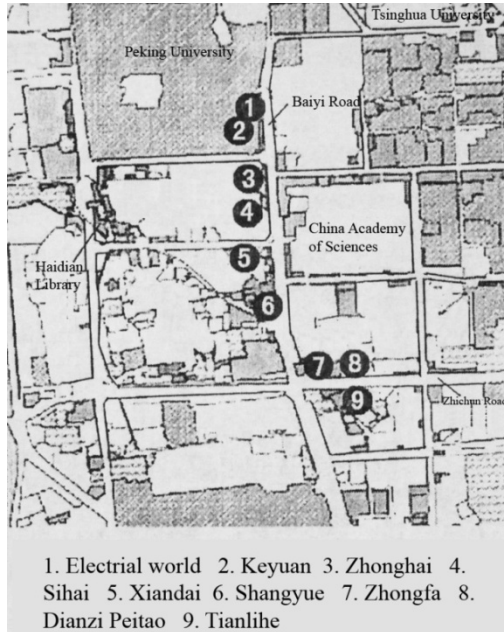 Tsinghua University
Peking University
1
Baiyi Road
2
3
4
China Academy
of Sciences
5
Haidian
Library
6
7 8
Zhichun Road
9
1. Electrial world 2. Keyuan 3. Zhonghai 4.
Sihai 5. Xiandai 6. Shangyue 7. Zhongfa 8.
Dianzi Peitao 9. Tianlihe